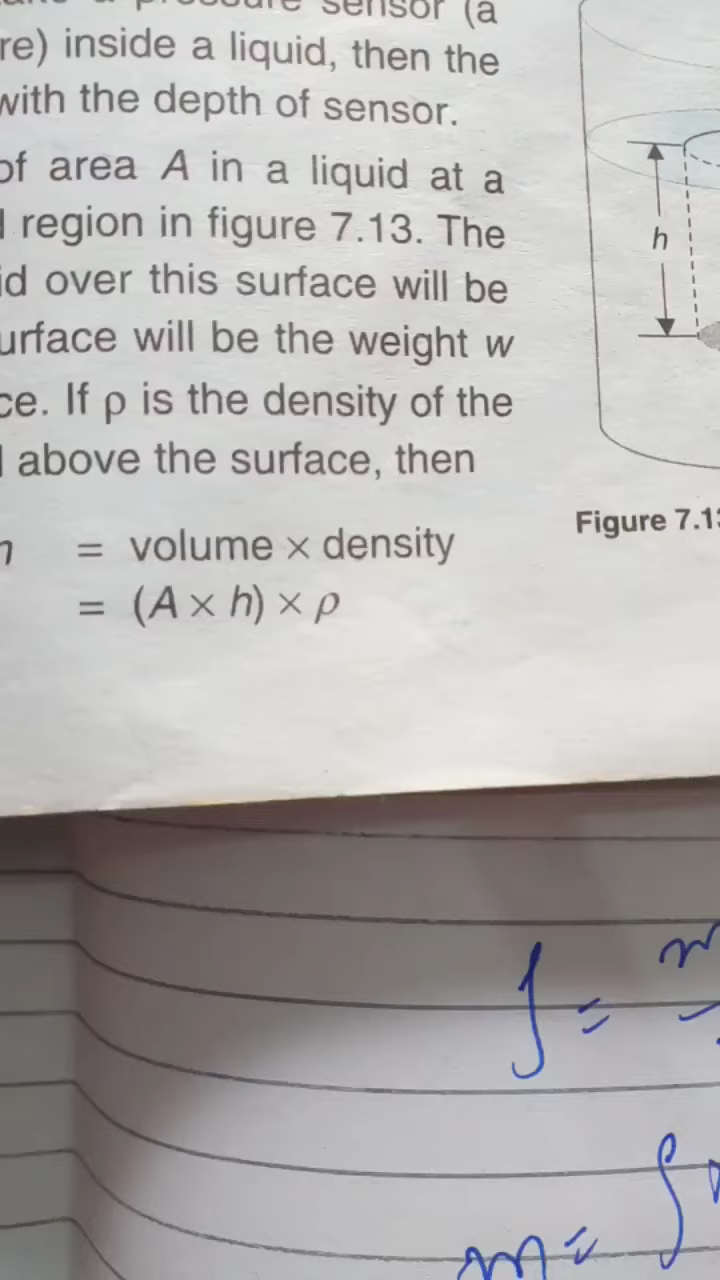 sensor (a
re) inside a liquid, then the
with the depth of sensor.
of area A in a liquid at a
region in figure 7.13. The
id over this surface will be
urface will be the weight w
ce. If ρ is the density of the
above the surface, then
= volume × density
= (A × h) × ρ
h
Figure 7.13
ρ = m
m = ρ